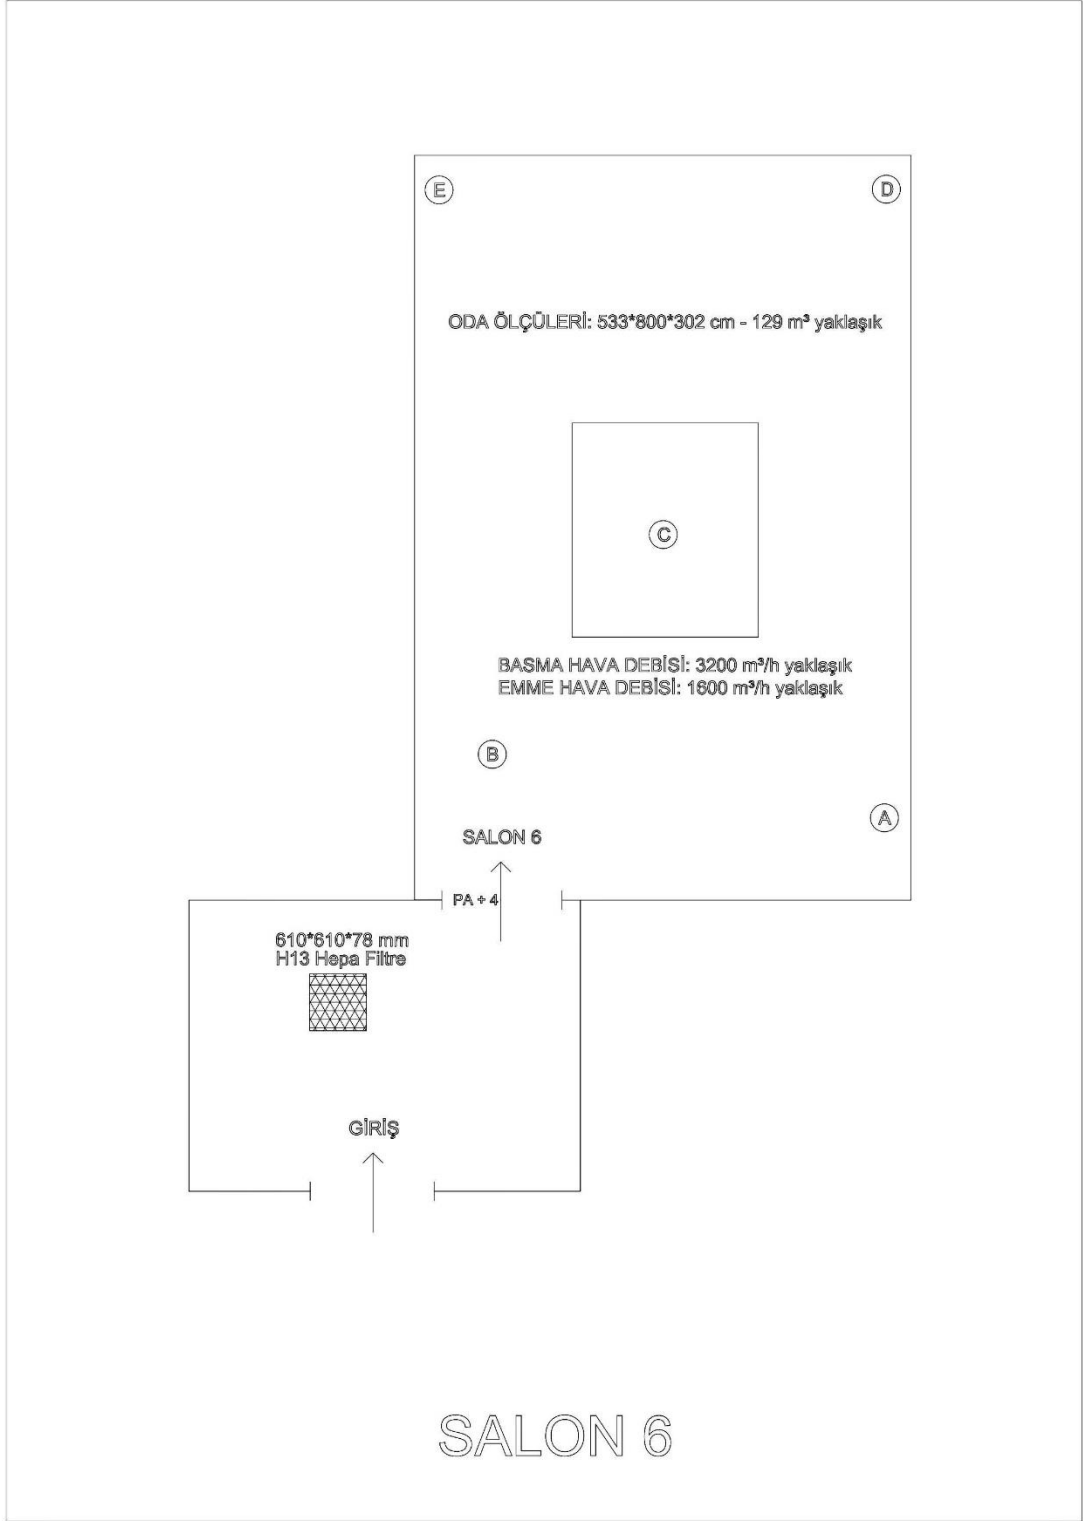 E
D
ODA ÖLÇÜLERİ: 533*800*302 cm - 129 m³ yaklaşık
C
BASMA HAVA DEBİSİ: 3200 m³/h yaklaşık
EMME HAVA DEBİSİ: 1600 m³/h yaklaşık
B
A
SALON 6
PA + 4
610*610*78 mm
H13 Hepa Filtre
GİRİŞ
SALON 6